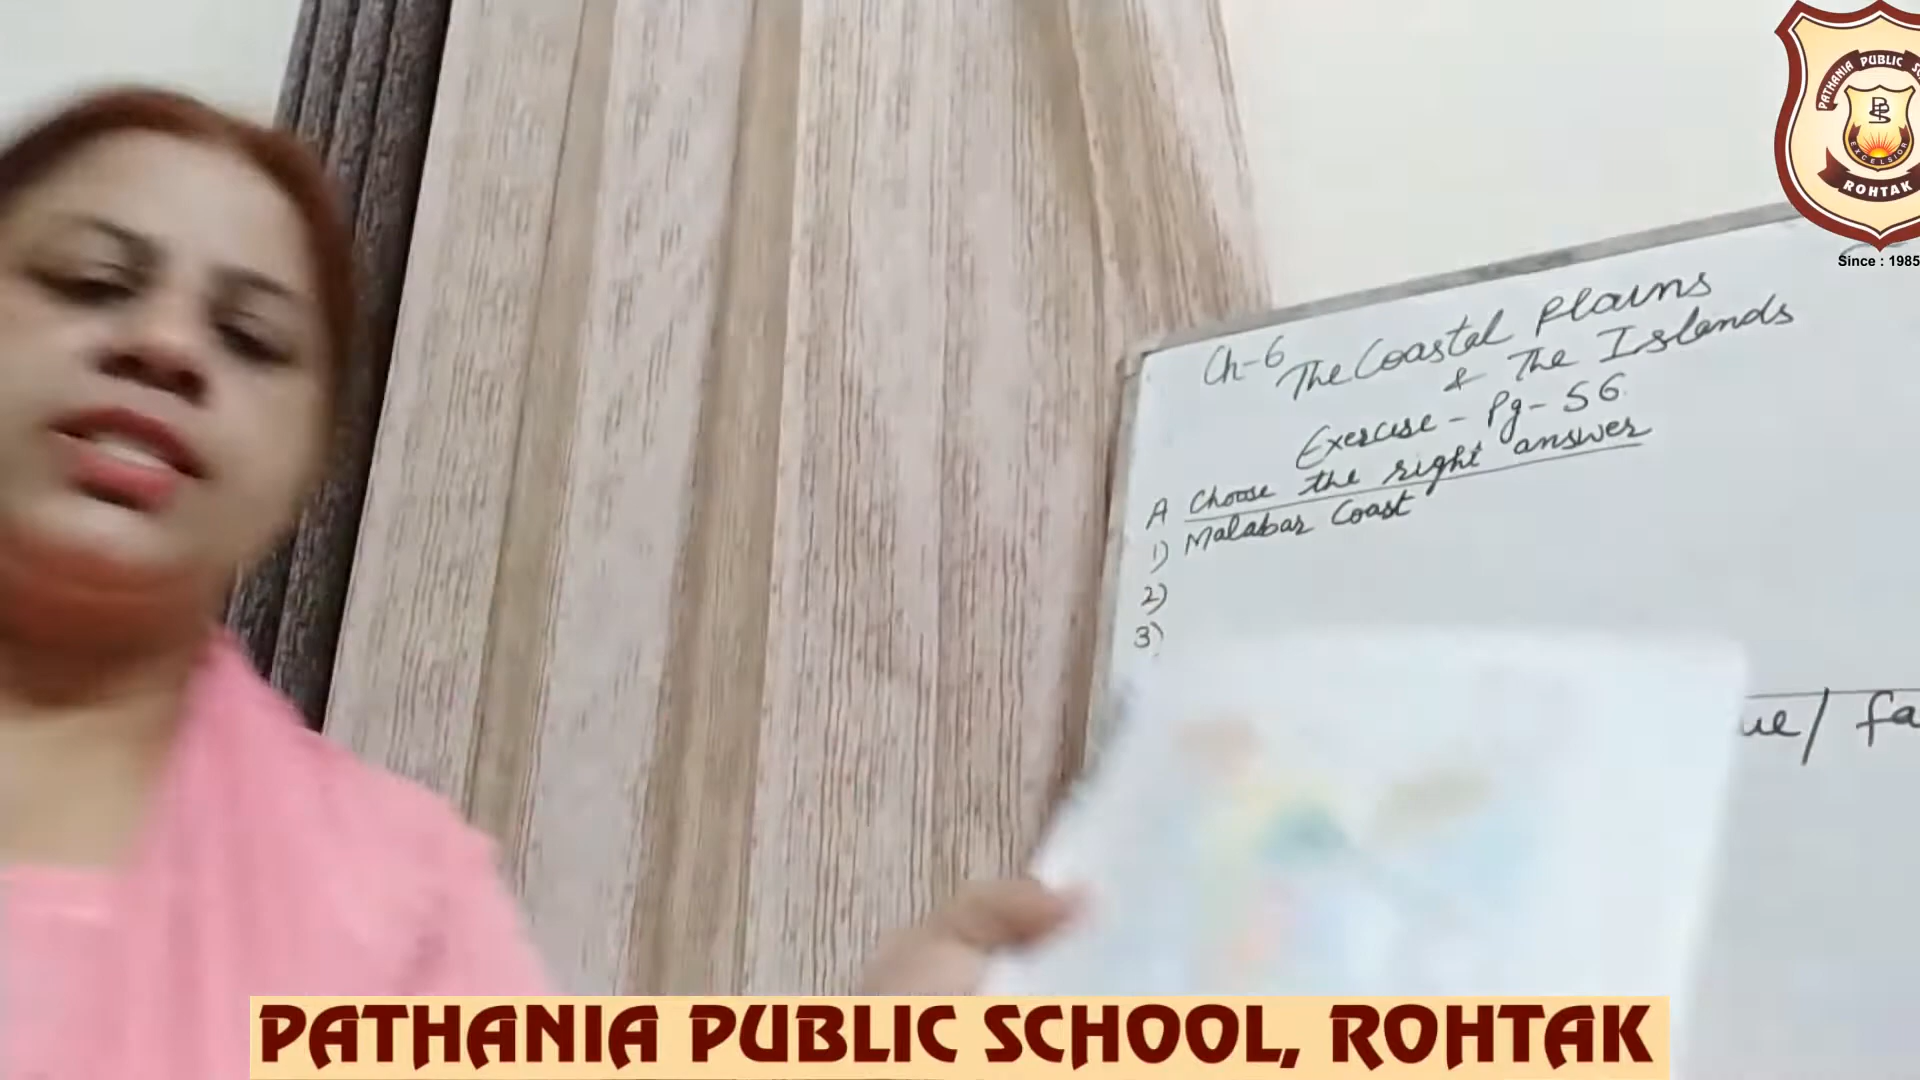 PATHANIA PUBLIC
EXCELSIOR
ROHTAK
Since : 1985
Ch-6 The Coastal Plains
& The Islands
Exercise - Pg - 56
A Choose the right answer
1) Malabar Coast
2)
3)
PATHANIA PUBLIC SCHOOL, ROHTAK